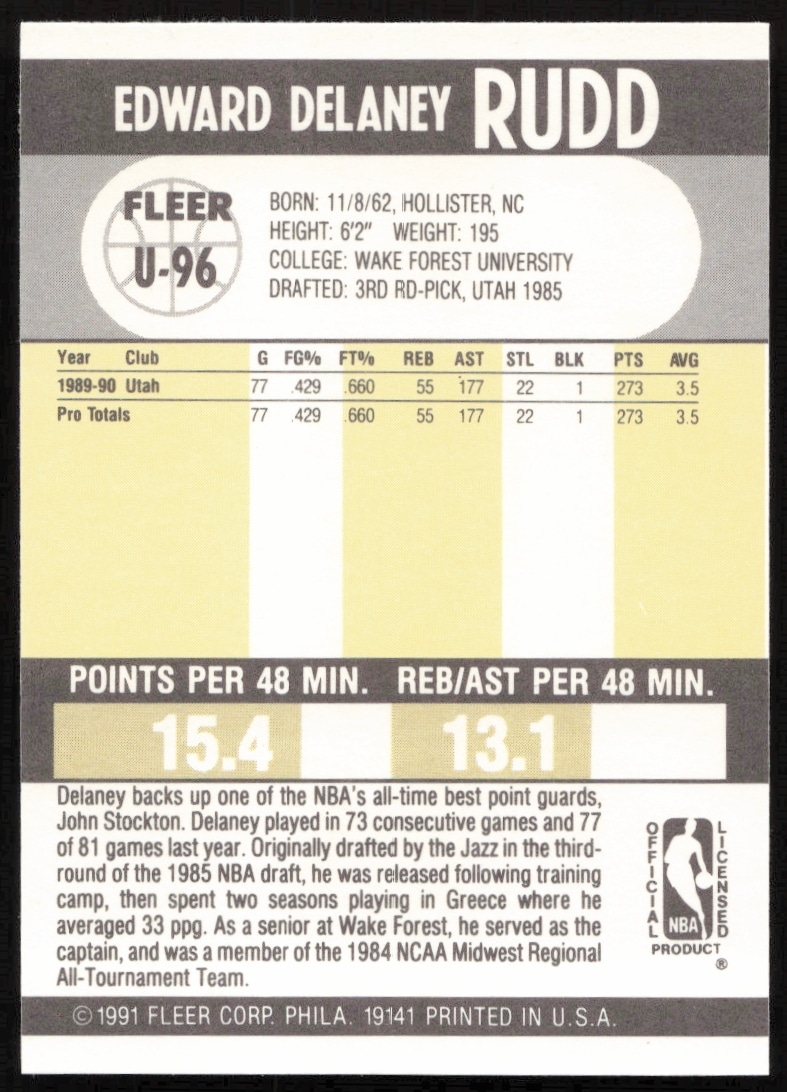 EDWARD DELANEY RUDD
FLEER
U-96
BORN: 11/8/62, HOLLISTER, NC
HEIGHT: 6'2" WEIGHT: 195
COLLEGE: WAKE FOREST UNIVERSITY
DRAFTED: 3RD RD-PICK, UTAH 1985
Year Club G FG% FT% REB AST STL BLK PTS AVG
1989-90 Utah 77 .429 .660 55 177 22 1 273 3.5
Pro Totals 77 .429 .660 55 177 22 1 273 3.5
POINTS PER 48 MIN. REB/AST PER 48 MIN.
15.4 13.1
Delaney backs up one of the NBA's all-time best point guards,
John Stockton. Delaney played in 73 consecutive games and 77
of 81 games last year. Originally drafted by the Jazz in the third-
round of the 1985 NBA draft, he was released following training
camp, then spent two seasons playing in Greece where he
averaged 33 ppg. As a senior at Wake Forest, he served as the
captain, and was a member of the 1984 NCAA Midwest Regional
All-Tournament Team.
OFFICIAL
LICENSED
NBA
PRODUCT
®
© 1991 FLEER CORP. PHILA. 19141 PRINTED IN U.S.A.